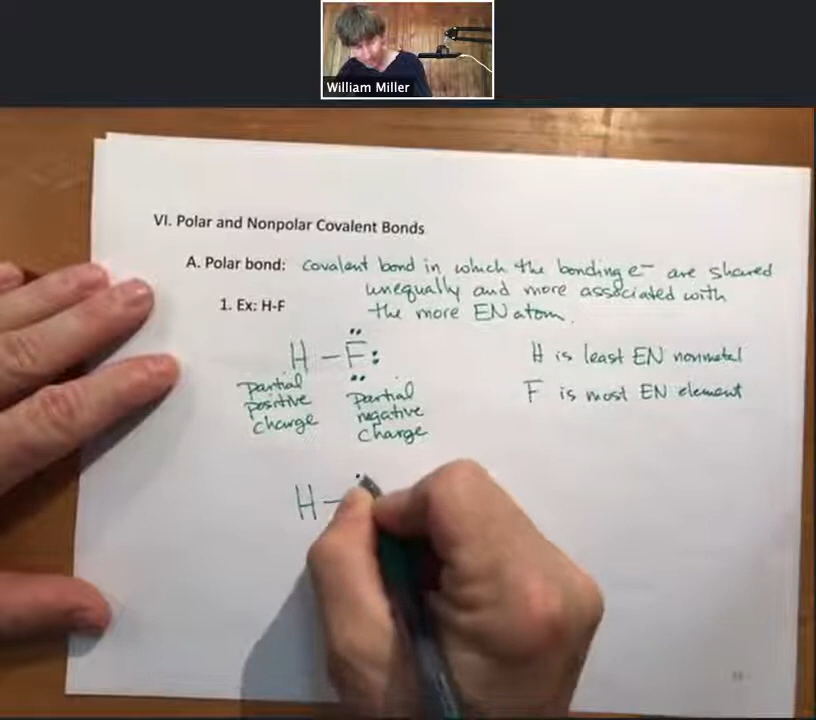 William Miller
VI. Polar and Nonpolar Covalent Bonds
A. Polar bond: covalent bond in which the bonding e⁻ are shared
unequally and more associated with
1. Ex: H-F
the more EN atom.
H – F
H is least EN nonmetal
F is most EN element
Partial
positive
charge
Partial
negative
charge
H –